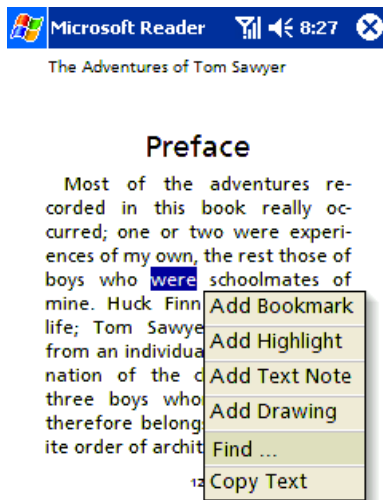 Microsoft Reader 8:27
The Adventures of Tom Sawyer
Preface
Most of the adventures re-
corded in this book really oc-
curred; one or two were experi-
ences of my own, the rest those of
boys who were schoolmates of
mine. Huck Finn
life; Tom Sawye
from an individua
nation of the
three boys who
therefore belong
ite order of archit
12
Add Bookmark
Add Highlight
Add Text Note
Add Drawing
Find ...
Copy Text